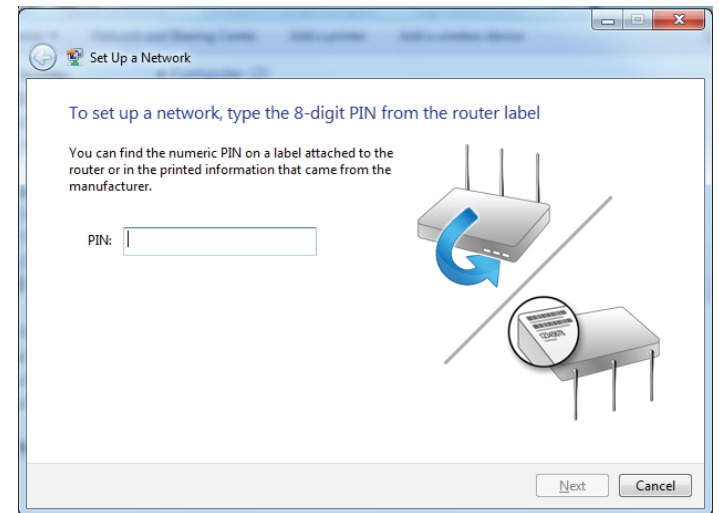 Set Up a Network
To set up a network, type the 8-digit PIN from the router label
You can find the numeric PIN on a label attached to the
router or in the printed information that came from the
manufacturer.
PIN:
12345678
Next
Cancel